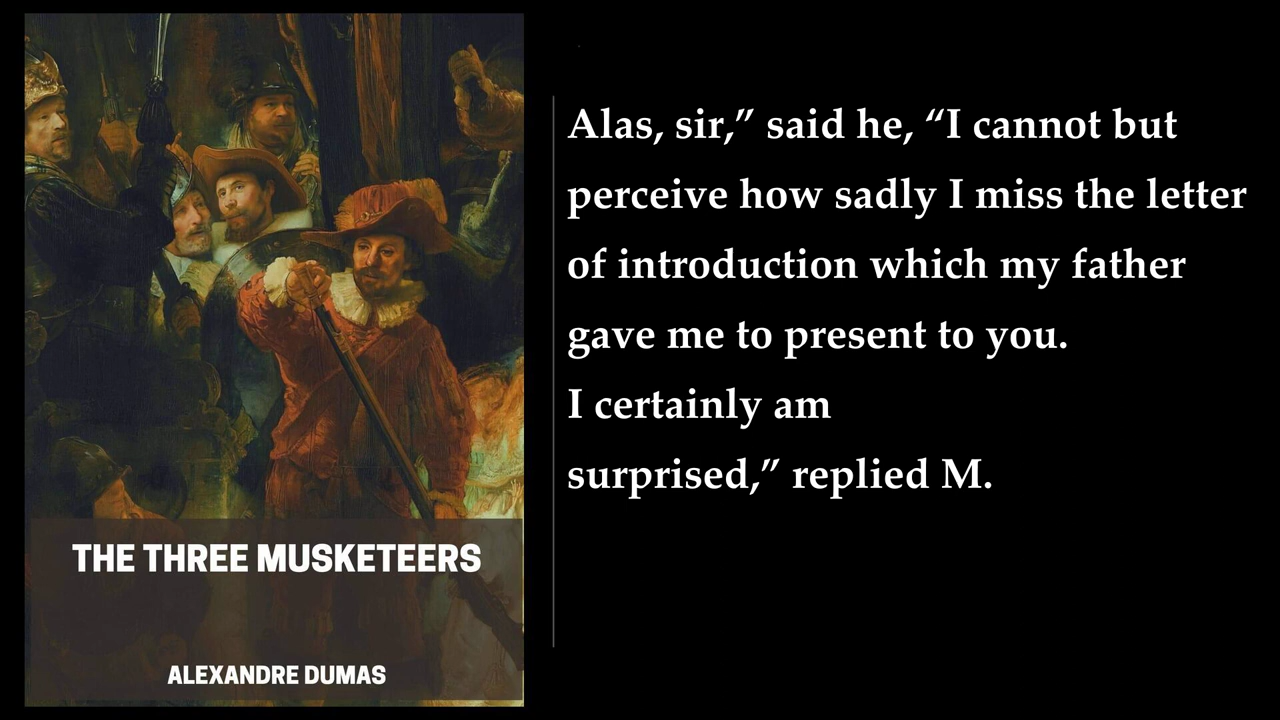 THE THREE MUSKETEERS
ALEXANDRE DUMAS
Alas, sir,” said he, “I cannot but
perceive how sadly I miss the letter
of introduction which my father
gave me to present to you.
I certainly am
surprised,” replied M.